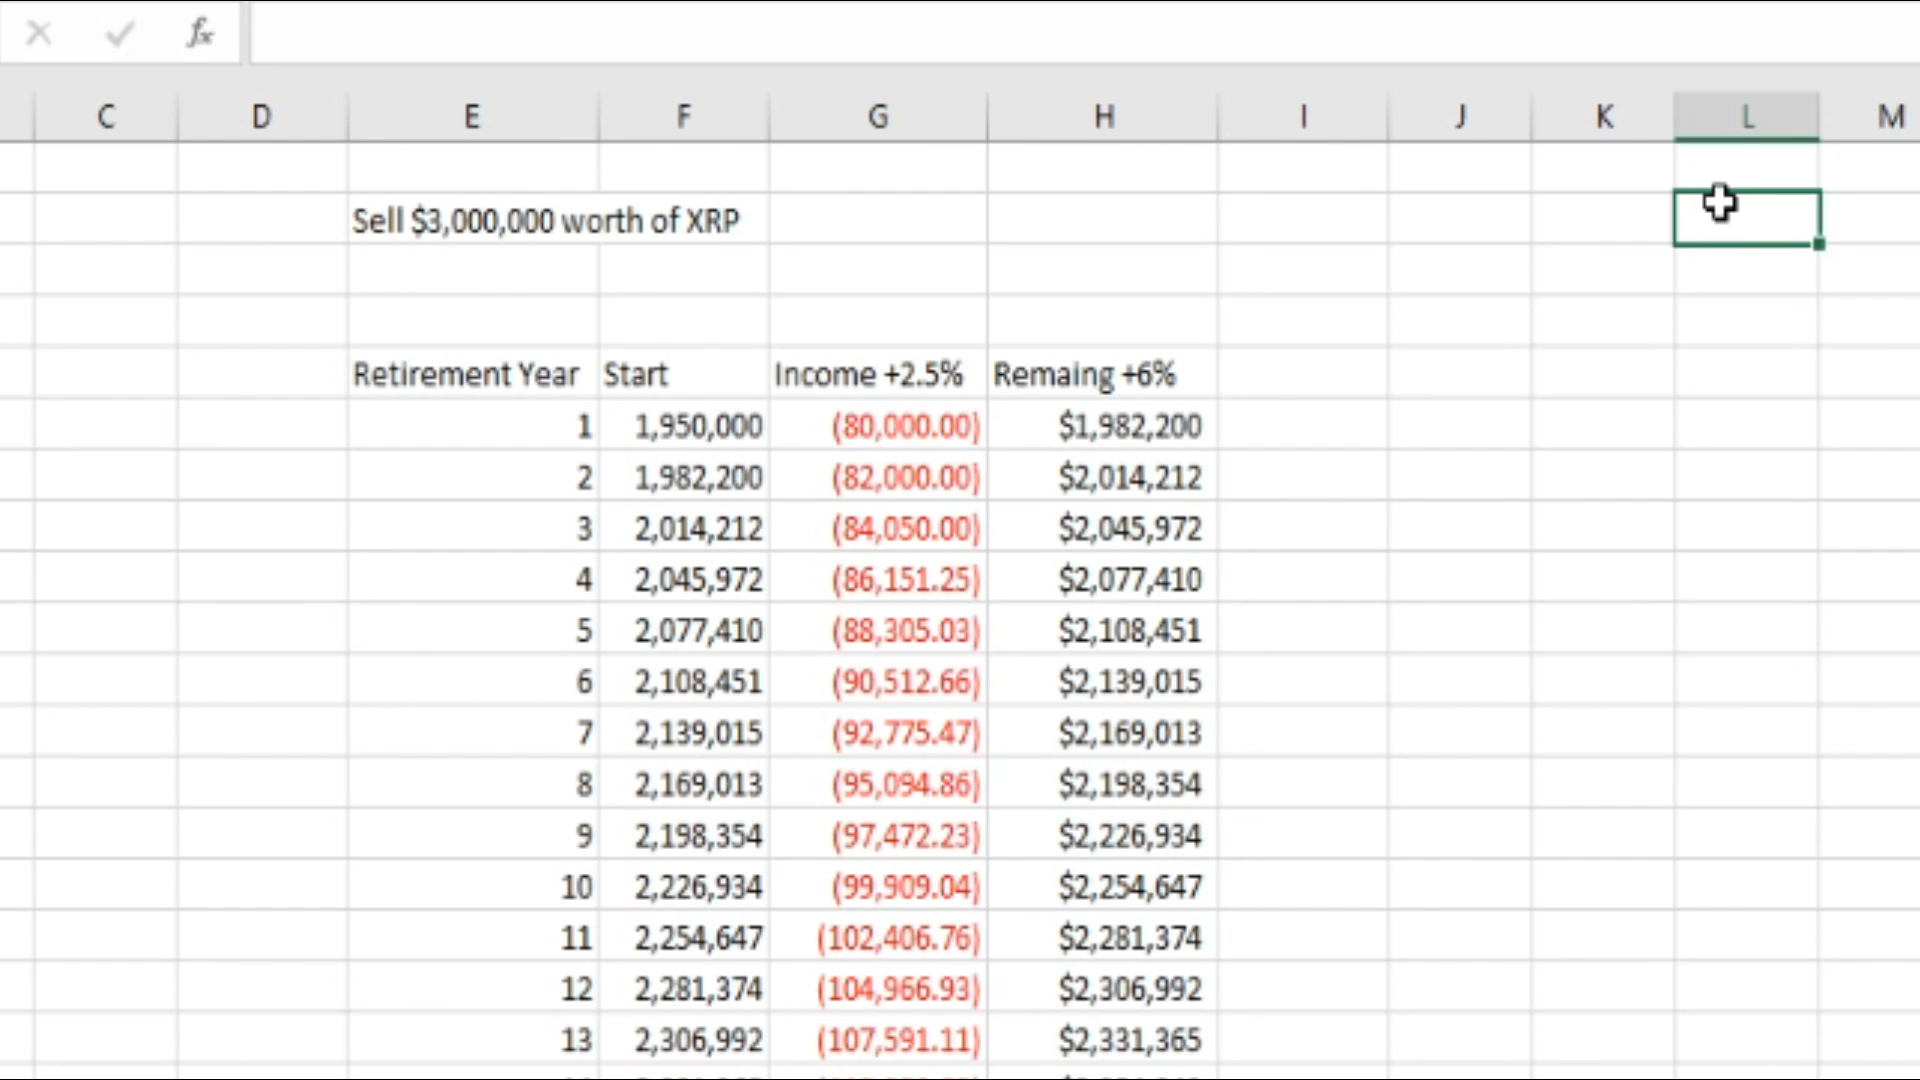 fx
C D E F G H I J K L M
Sell $3,000,000 worth of XRP
Retirement Year Start Income +2.5% Remaing +6%
1 1,950,000 (80,000.00) $1,982,200
2 1,982,200 (82,000.00) $2,014,212
3 2,014,212 (84,050.00) $2,045,972
4 2,045,972 (86,151.25) $2,077,410
5 2,077,410 (88,305.03) $2,108,451
6 2,108,451 (90,512.66) $2,139,015
7 2,139,015 (92,775.47) $2,169,013
8 2,169,013 (95,094.86) $2,198,354
9 2,198,354 (97,472.23) $2,226,934
10 2,226,934 (99,909.04) $2,254,647
11 2,254,647 (102,406.76) $2,281,374
12 2,281,374 (104,966.93) $2,306,992
13 2,306,992 (107,591.11) $2,331,365